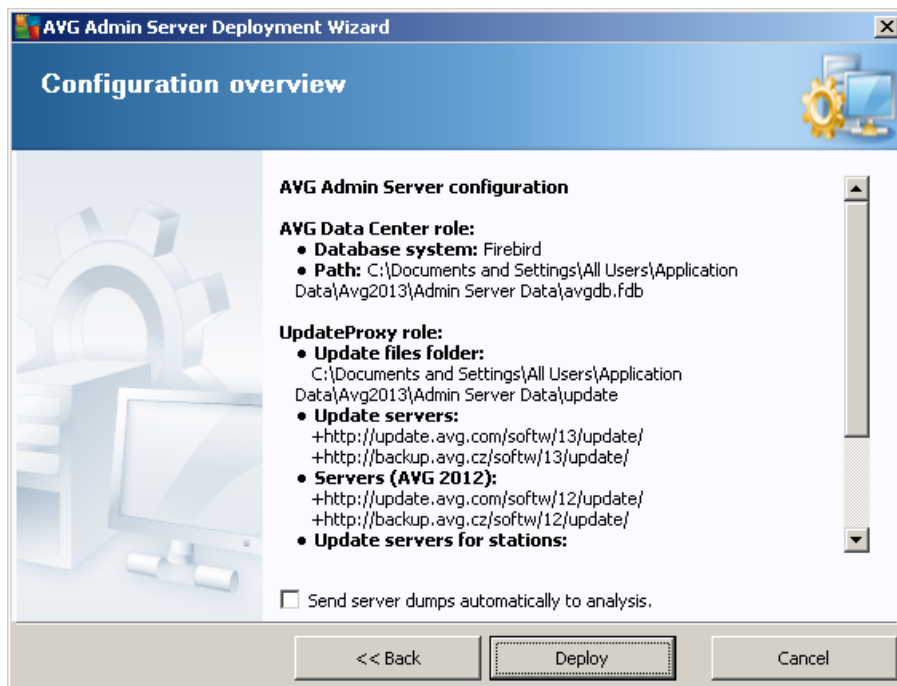 AVG Admin Server Deployment Wizard
Configuration overview
AVG Admin Server configuration
AVG Data Center role:
● Database system: Firebird
● Path: C:\Documents and Settings\All Users\Application
Data\Avg2013\Admin Server Data\avgdb.fdb
UpdateProxy role:
● Update files folder:
C:\Documents and Settings\All Users\Application
Data\Avg2013\Admin Server Data\update
● Update servers:
+http://update.avg.com/softw/13/update/
+http://backup.avg.cz/softw/13/update/
● Servers (AVG 2012):
+http://update.avg.com/softw/12/update/
+http://backup.avg.cz/softw/12/update/
● Update servers for stations:
Send server dumps automatically to analysis.
<< Back
Deploy
Cancel